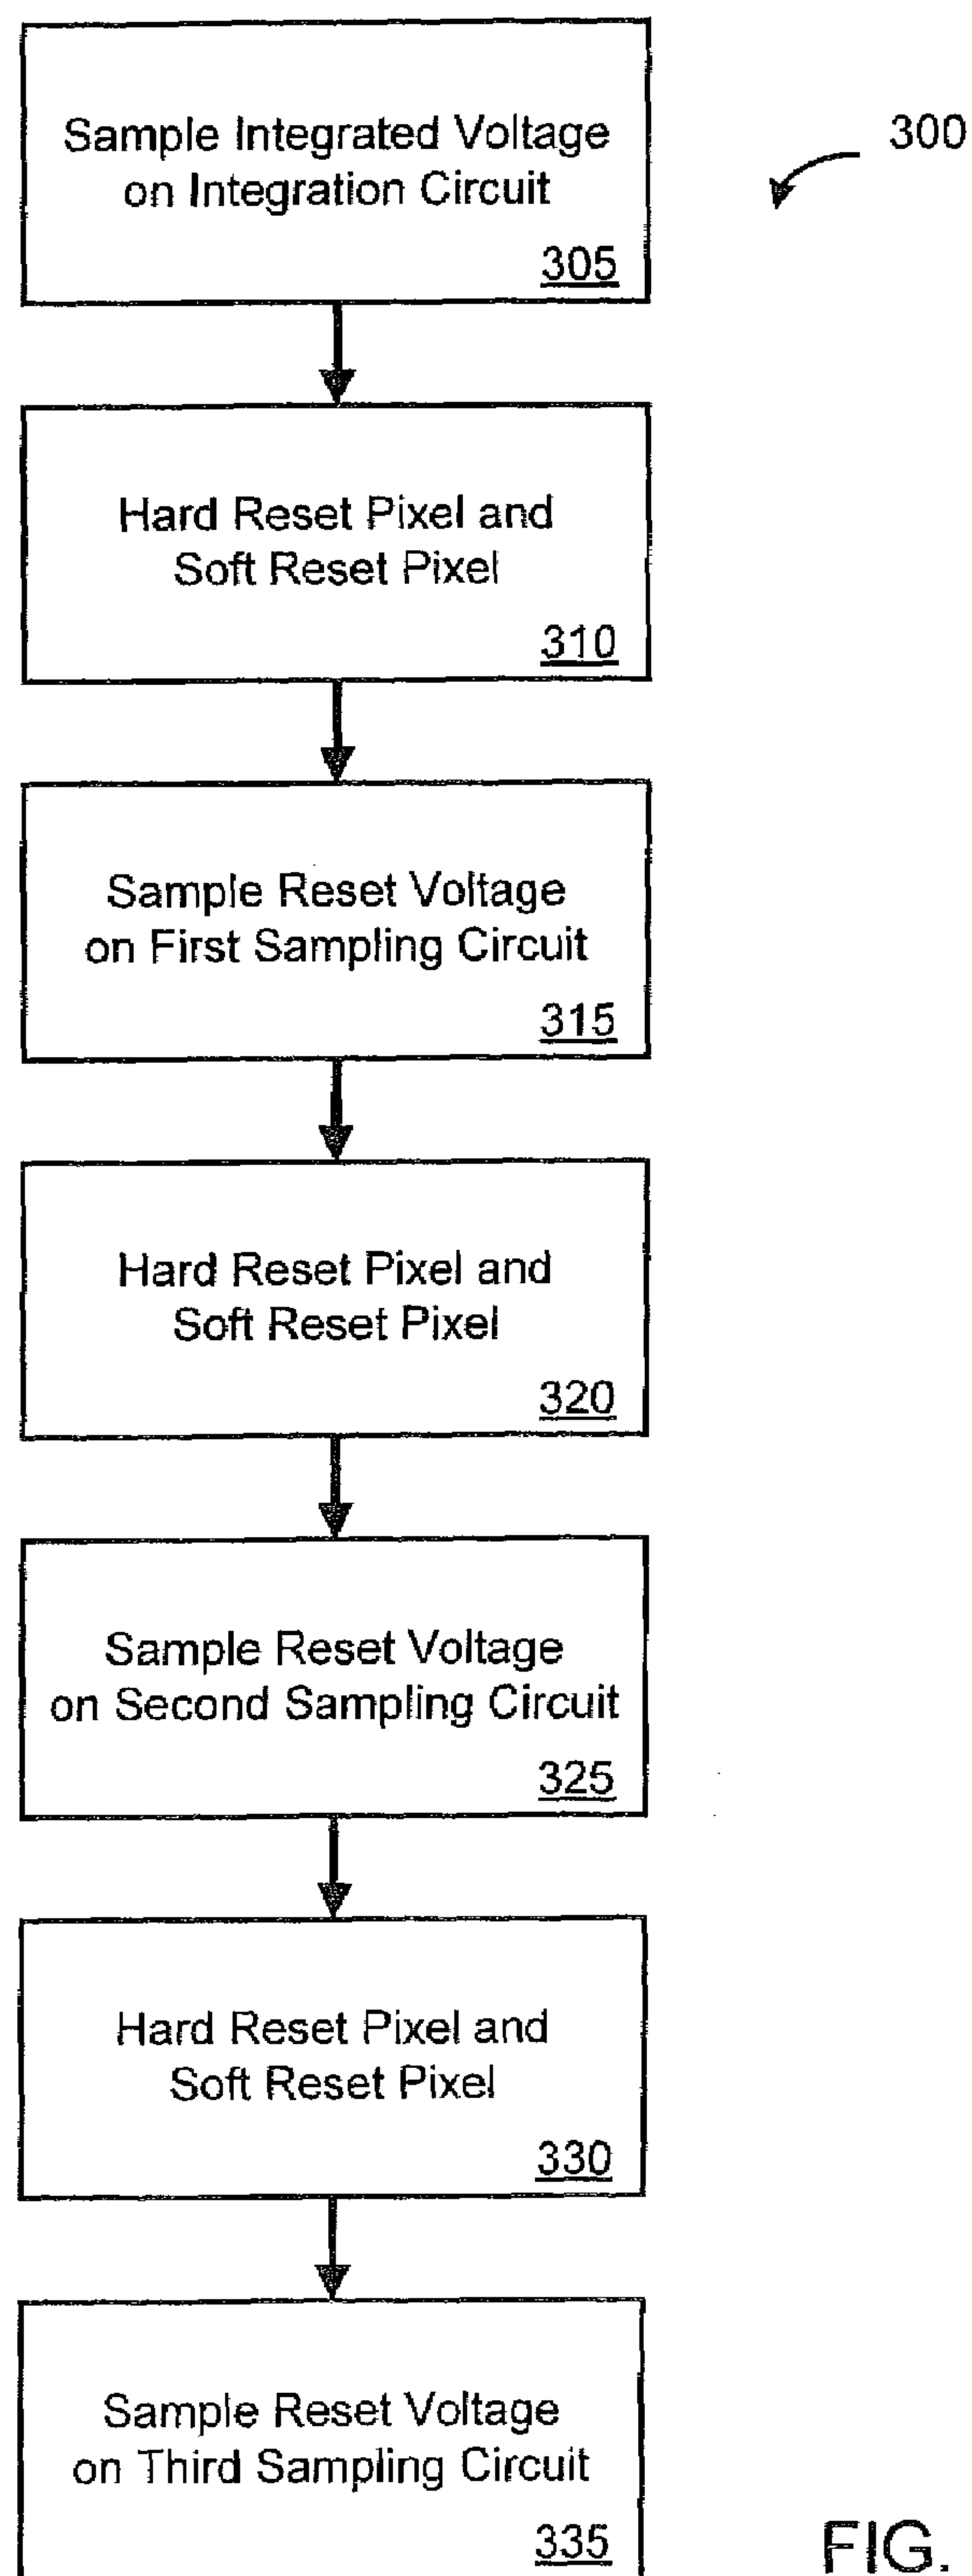 Sample Integrated Voltage
on Integration Circuit
305
300
Hard Reset Pixel and
Soft Reset Pixel
310
Sample Reset Voltage
on First Sampling Circuit
315
Hard Reset Pixel and
Soft Reset Pixel
320
Sample Reset Voltage
on Second Sampling Circuit
325
Hard Reset Pixel and
Soft Reset Pixel
330
Sample Reset Voltage
on Third Sampling Circuit
335
FIG.